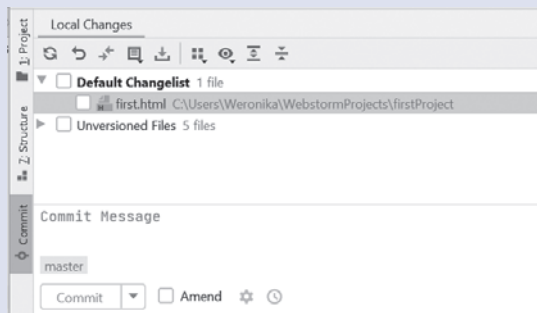 Local Changes
1: Project
Default Changelist 1 file
first.html C:\Users\Weronika\WebstormProjects\firstProject
Unversioned Files 5 files
7: Structure
Commit
Commit Message
master
Commit
Amend